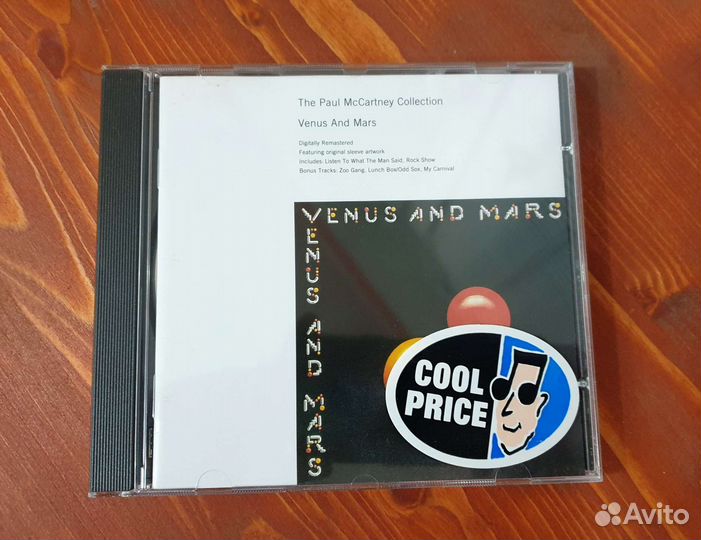 The Paul McCartney Collection
Venus And Mars
Digitally Remastered
Featuring original sleeve artwork
Includes: Listen To What The Man Said, Rock Show
Bonus Tracks: Zoo Gang, Lunch Box/Odd Sox, My Carnival
VENUS AND MARS
VENUS AND MARS
COOL
PRICE
Avito